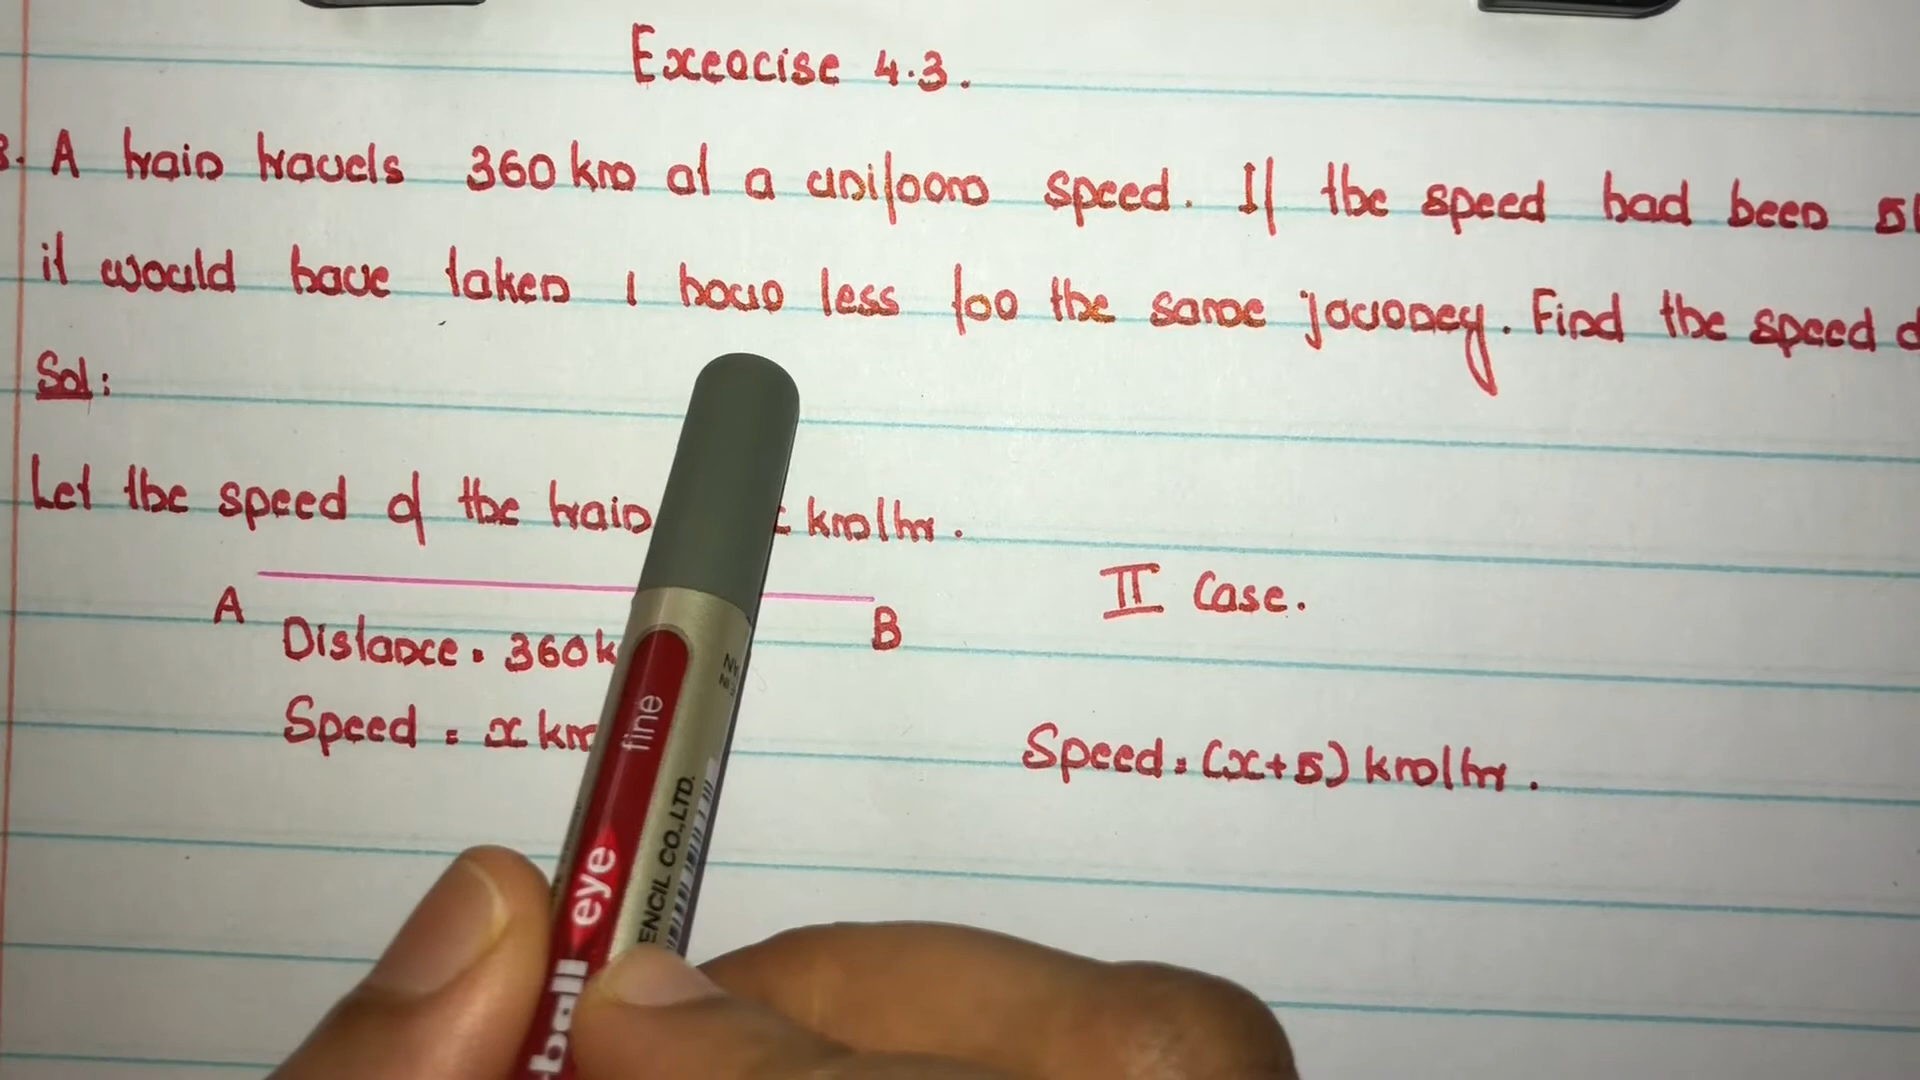 Exercise 4.3.
3. A train travels 360 km at a uniform speed. If the speed had been 5
it would have taken 1 hour less for the same journey. Find the speed
Sol:
Let the speed of the train km/hr.
A B
Distance = 360 k
Speed = x km
II Case.
Speed = (x+5) km/hr.
fine
ball eye
ENCIL CO.,LTD.